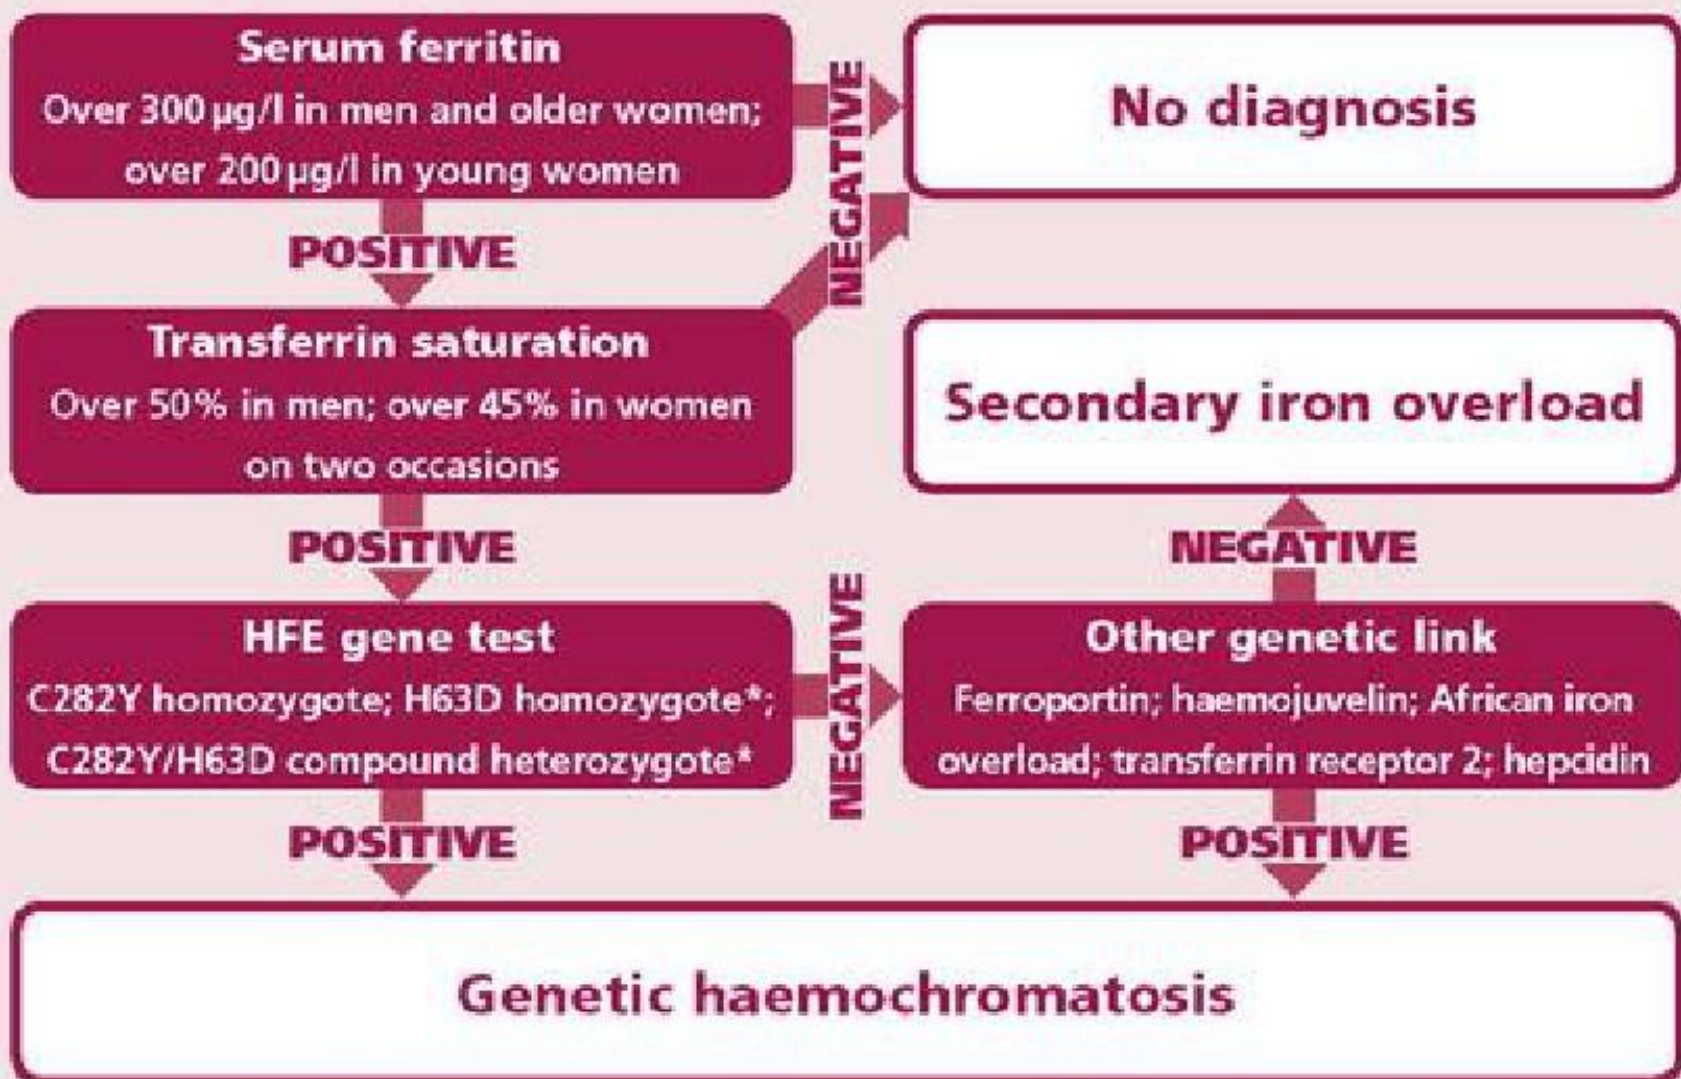 Serum ferritin
Over 300 µg/l in men and older women;
over 200 µg/l in young women
NEGATIVE
No diagnosis
POSITIVE
Transferrin saturation
Over 50% in men; over 45% in women
on two occasions
NEGATIVE
Secondary iron overload
POSITIVE
NEGATIVE
HFE gene test
C282Y homozygote; H63D homozygote*;
C282Y/H63D compound heterozygote*
NEGATIVE
Other genetic link
Ferroportin; haemojuvelin; African iron
overload; transferrin receptor 2; hepcidin
POSITIVE
POSITIVE
Genetic haemochromatosis